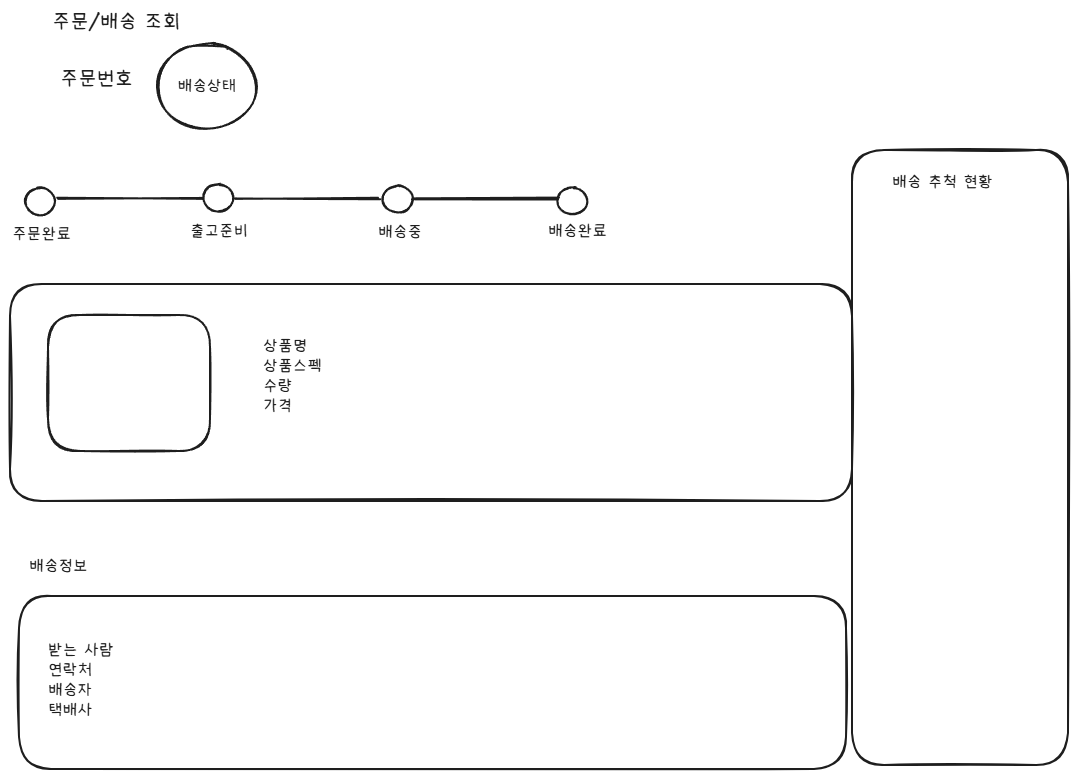 주문/배송 조회
주문번호
배송상태
주문완료
출고준비
배송중
배송완료
배송 추척 현황
상품명
상품스펙
수량
가격
배송정보
받는 사람
연락처
배송자
택배사